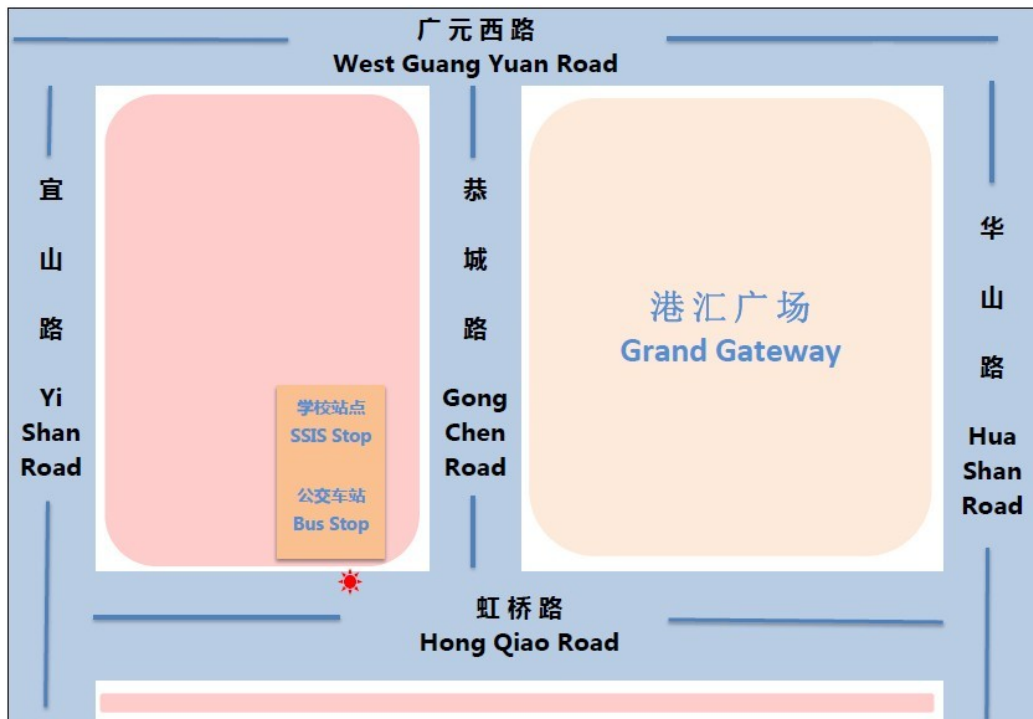 广元西路
West Guang Yuan Road
宜
山
路
Yi
Shan
Road
学校站点
SSIS Stop
公交车站
Bus Stop
恭
城
路
Gong
Chen
Road
港汇广场
Grand Gateway
华
山
路
Hua
Shan
Road
虹桥路
Hong Qiao Road